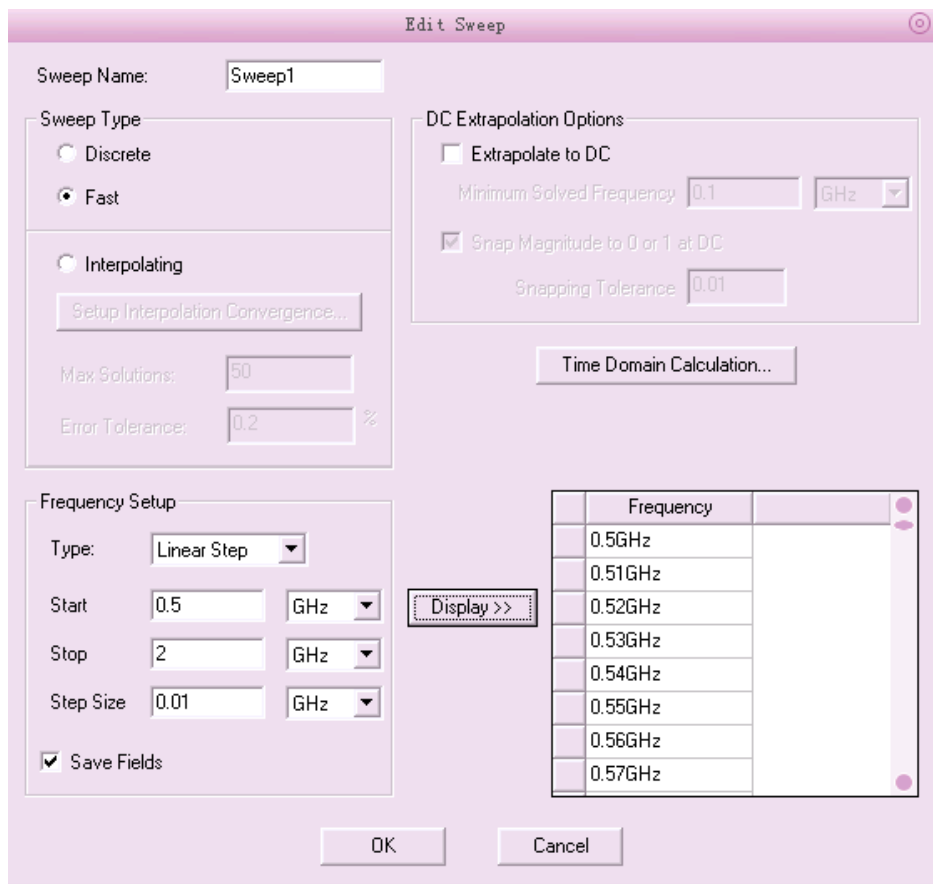 Edit Sweep
Sweep Name: Sweep1
Sweep Type
Discrete
Fast
Interpolating
Setup Interpolation Convergence...
Max Solutions: 50
Error Tolerance: 0.2 %
DC Extrapolation Options
Extrapolate to DC
Minimum Solved Frequency 0.1 GHz
Snap Magnitude to 0 or 1 at DC
Snapping Tolerance 0.01
Time Domain Calculation...
Frequency Setup
Type: Linear Step
Start 0.5 GHz
Stop 2 GHz
Step Size 0.01 GHz
Save Fields
Display >>
Frequency
0.5GHz
0.51GHz
0.52GHz
0.53GHz
0.54GHz
0.55GHz
0.56GHz
0.57GHz
OK Cancel